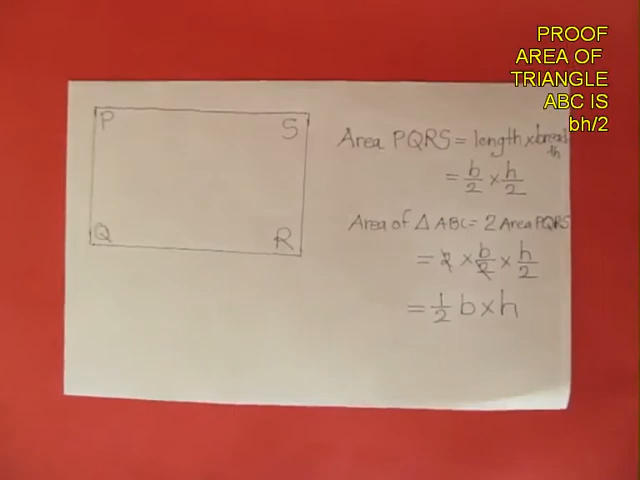 PROOF
AREA OF
TRIANGLE
ABC IS
bh/2
P
S
Q
R
Area PQRS = length × breadth
= b/2 × h/2
Area of △ ABC = 2 Area PQRS
= 2 × b/2 × h/2
= 1/2 b × h